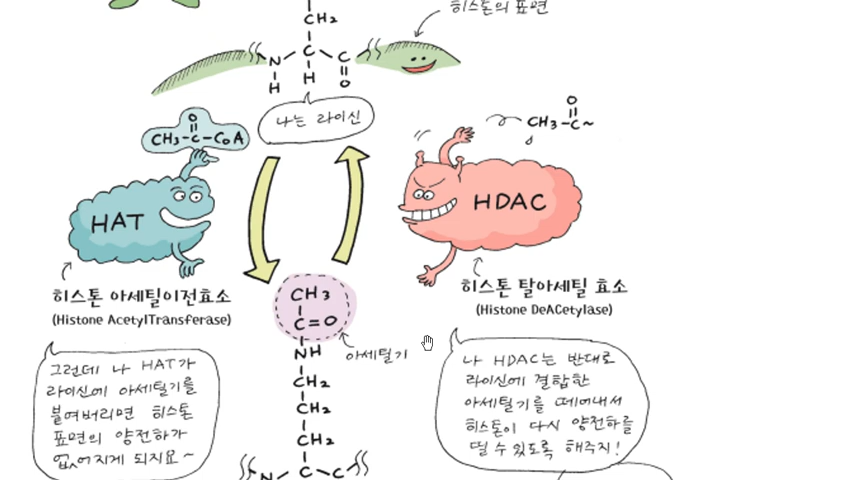 CH2
히스톤의 표면
N
C
C
H
H
O
나는 라이신
O
CH3-C-CoA
O
CH3-C~
HAT
HDAC
히스톤 아세틸이전효소
(Histone AcetylTransferase)
히스톤 탈아세틸 효소
(Histone DeACetylase)
CH3
C=O
아세틸기
NH
CH2
CH2
CH2
N
C
C
그런데 나 HAT가
라이신에 아세틸기를
붙여버리면 히스톤
표면의 양전하가
없어지게 되지요~
나 HDAC는 반대로
라이신에 결합한
아세틸기를 떼어내서
히스톤이 다시 양전하를
띨 수 있도록 해주지!